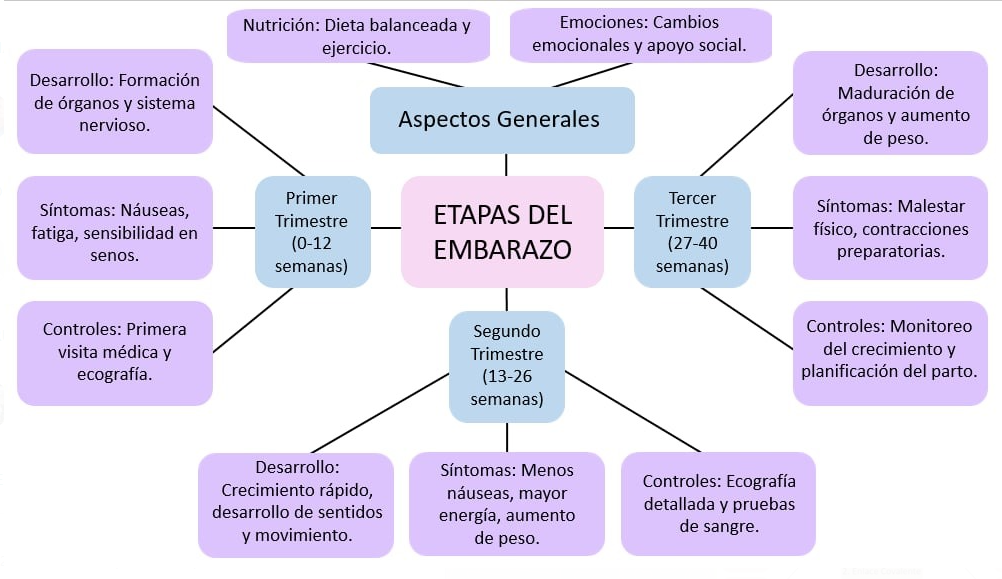 Nutrición: Dieta balanceada y
ejercicio.
Emociones: Cambios
emocionales y apoyo social.
Aspectos Generales
Desarrollo: Formación
de órganos y sistema
nervioso.
Síntomas: Náuseas,
fatiga, sensibilidad en
senos.
Controles: Primera
visita médica y
ecografía.
Primer
Trimestre
(0-12
semanas)
ETAPAS DEL
EMBARAZO
Tercer
Trimestre
(27-40
semanas)
Desarrollo:
Maduración de
órganos y aumento
de peso.
Síntomas: Malestar
físico, contracciones
preparatorias.
Controles: Monitoreo
del crecimiento y
planificación del parto.
Segundo
Trimestre
(13-26
semanas)
Desarrollo:
Crecimiento rápido,
desarrollo de sentidos
y movimiento.
Síntomas: Menos
náuseas, mayor
energía, aumento
de peso.
Controles: Ecografía
detallada y pruebas
de sangre.